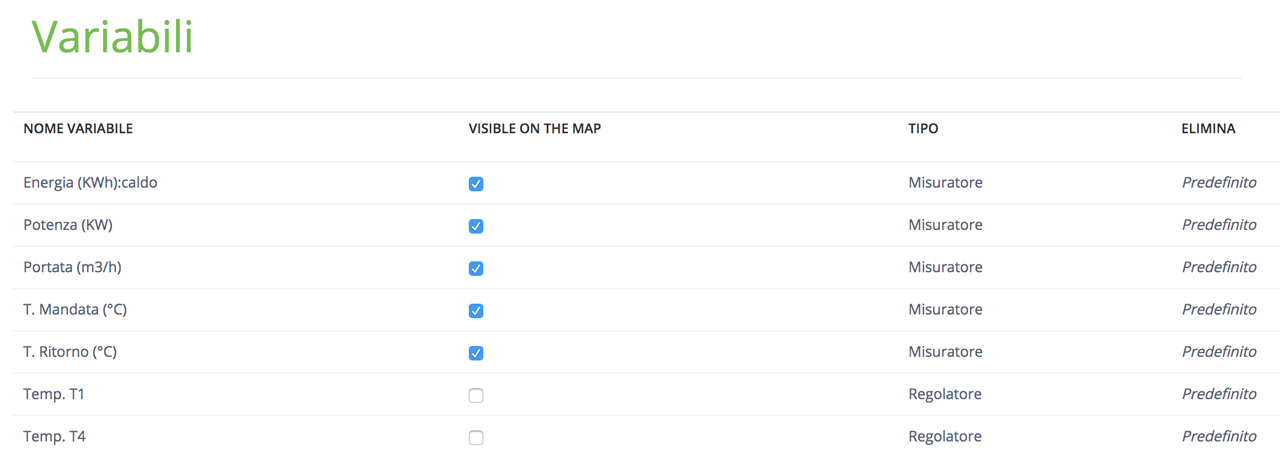 Variabili
NOME VARIABILE VISIBLE ON THE MAP TIPO ELIMINA
Energia (KWh):caldo Misuratore Predefinito
Potenza (KW) Misuratore Predefinito
Portata (m3/h) Misuratore Predefinito
T. Mandata (°C) Misuratore Predefinito
T. Ritorno (°C) Misuratore Predefinito
Temp. T1 Regolatore Predefinito
Temp. T4 Regolatore Predefinito